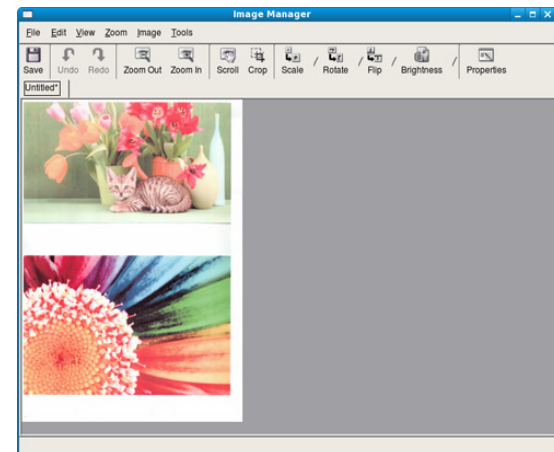 Image Manager
File Edit View Zoom Image Tools
Save Undo Redo Zoom Out Zoom In Scroll Crop Scale / Rotate / Flip / Brightness / Properties
Untitled*